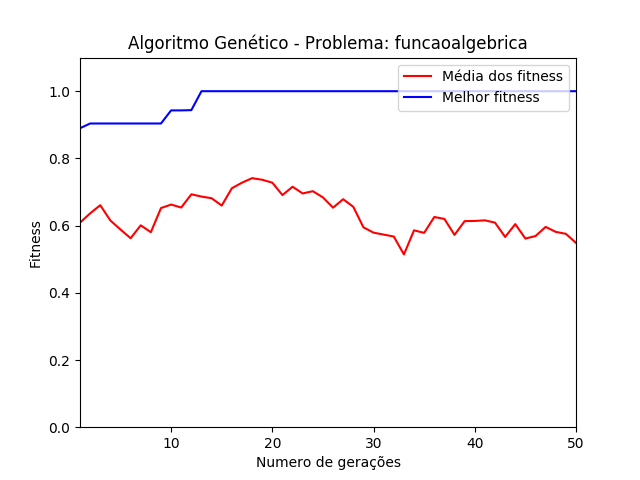 Algoritmo Genético - Problema: funcaoalgebrica
Média dos fitness
Melhor fitness
1.0
0.8
0.6
0.4
0.2
0.0
Fitness
10 20 30 40 50
Numero de gerações